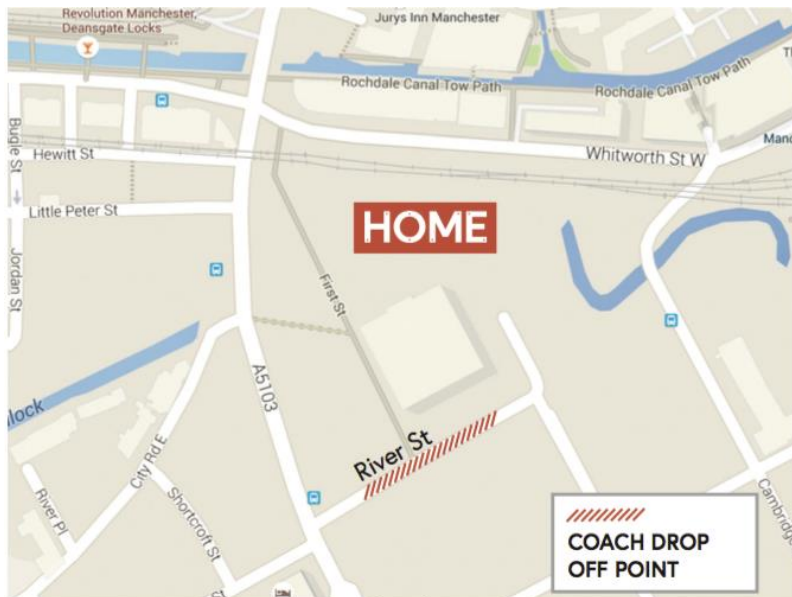 Revolution Manchester,
Deansgate Locks
Jurys Inn Manchester
Rochdale Canal Tow Path
Rochdale Canal Tow Path
Bugle St
Hewitt St
Whitworth St W
Little Peter St
HOME
Jordan St
First St
A5103
lock
River St
City Rd E
Shortcroft St
River Pl
Cambridg
COACH DROP
OFF POINT